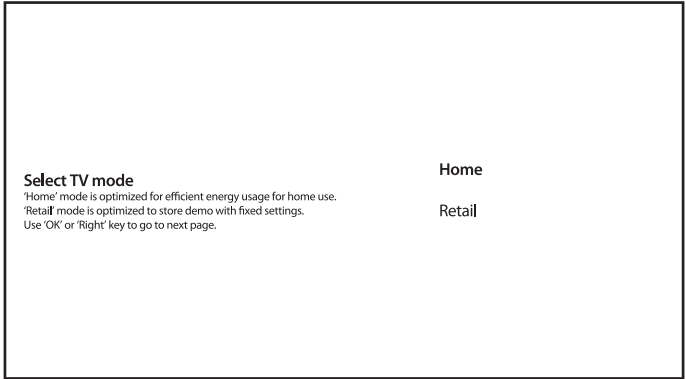 Select TV mode
'Home' mode is optimized for efficient energy usage for home use.
'Retail' mode is optimized to store demo with fixed settings.
Use 'OK' or 'Right' key to go to next page.
Home
Retail